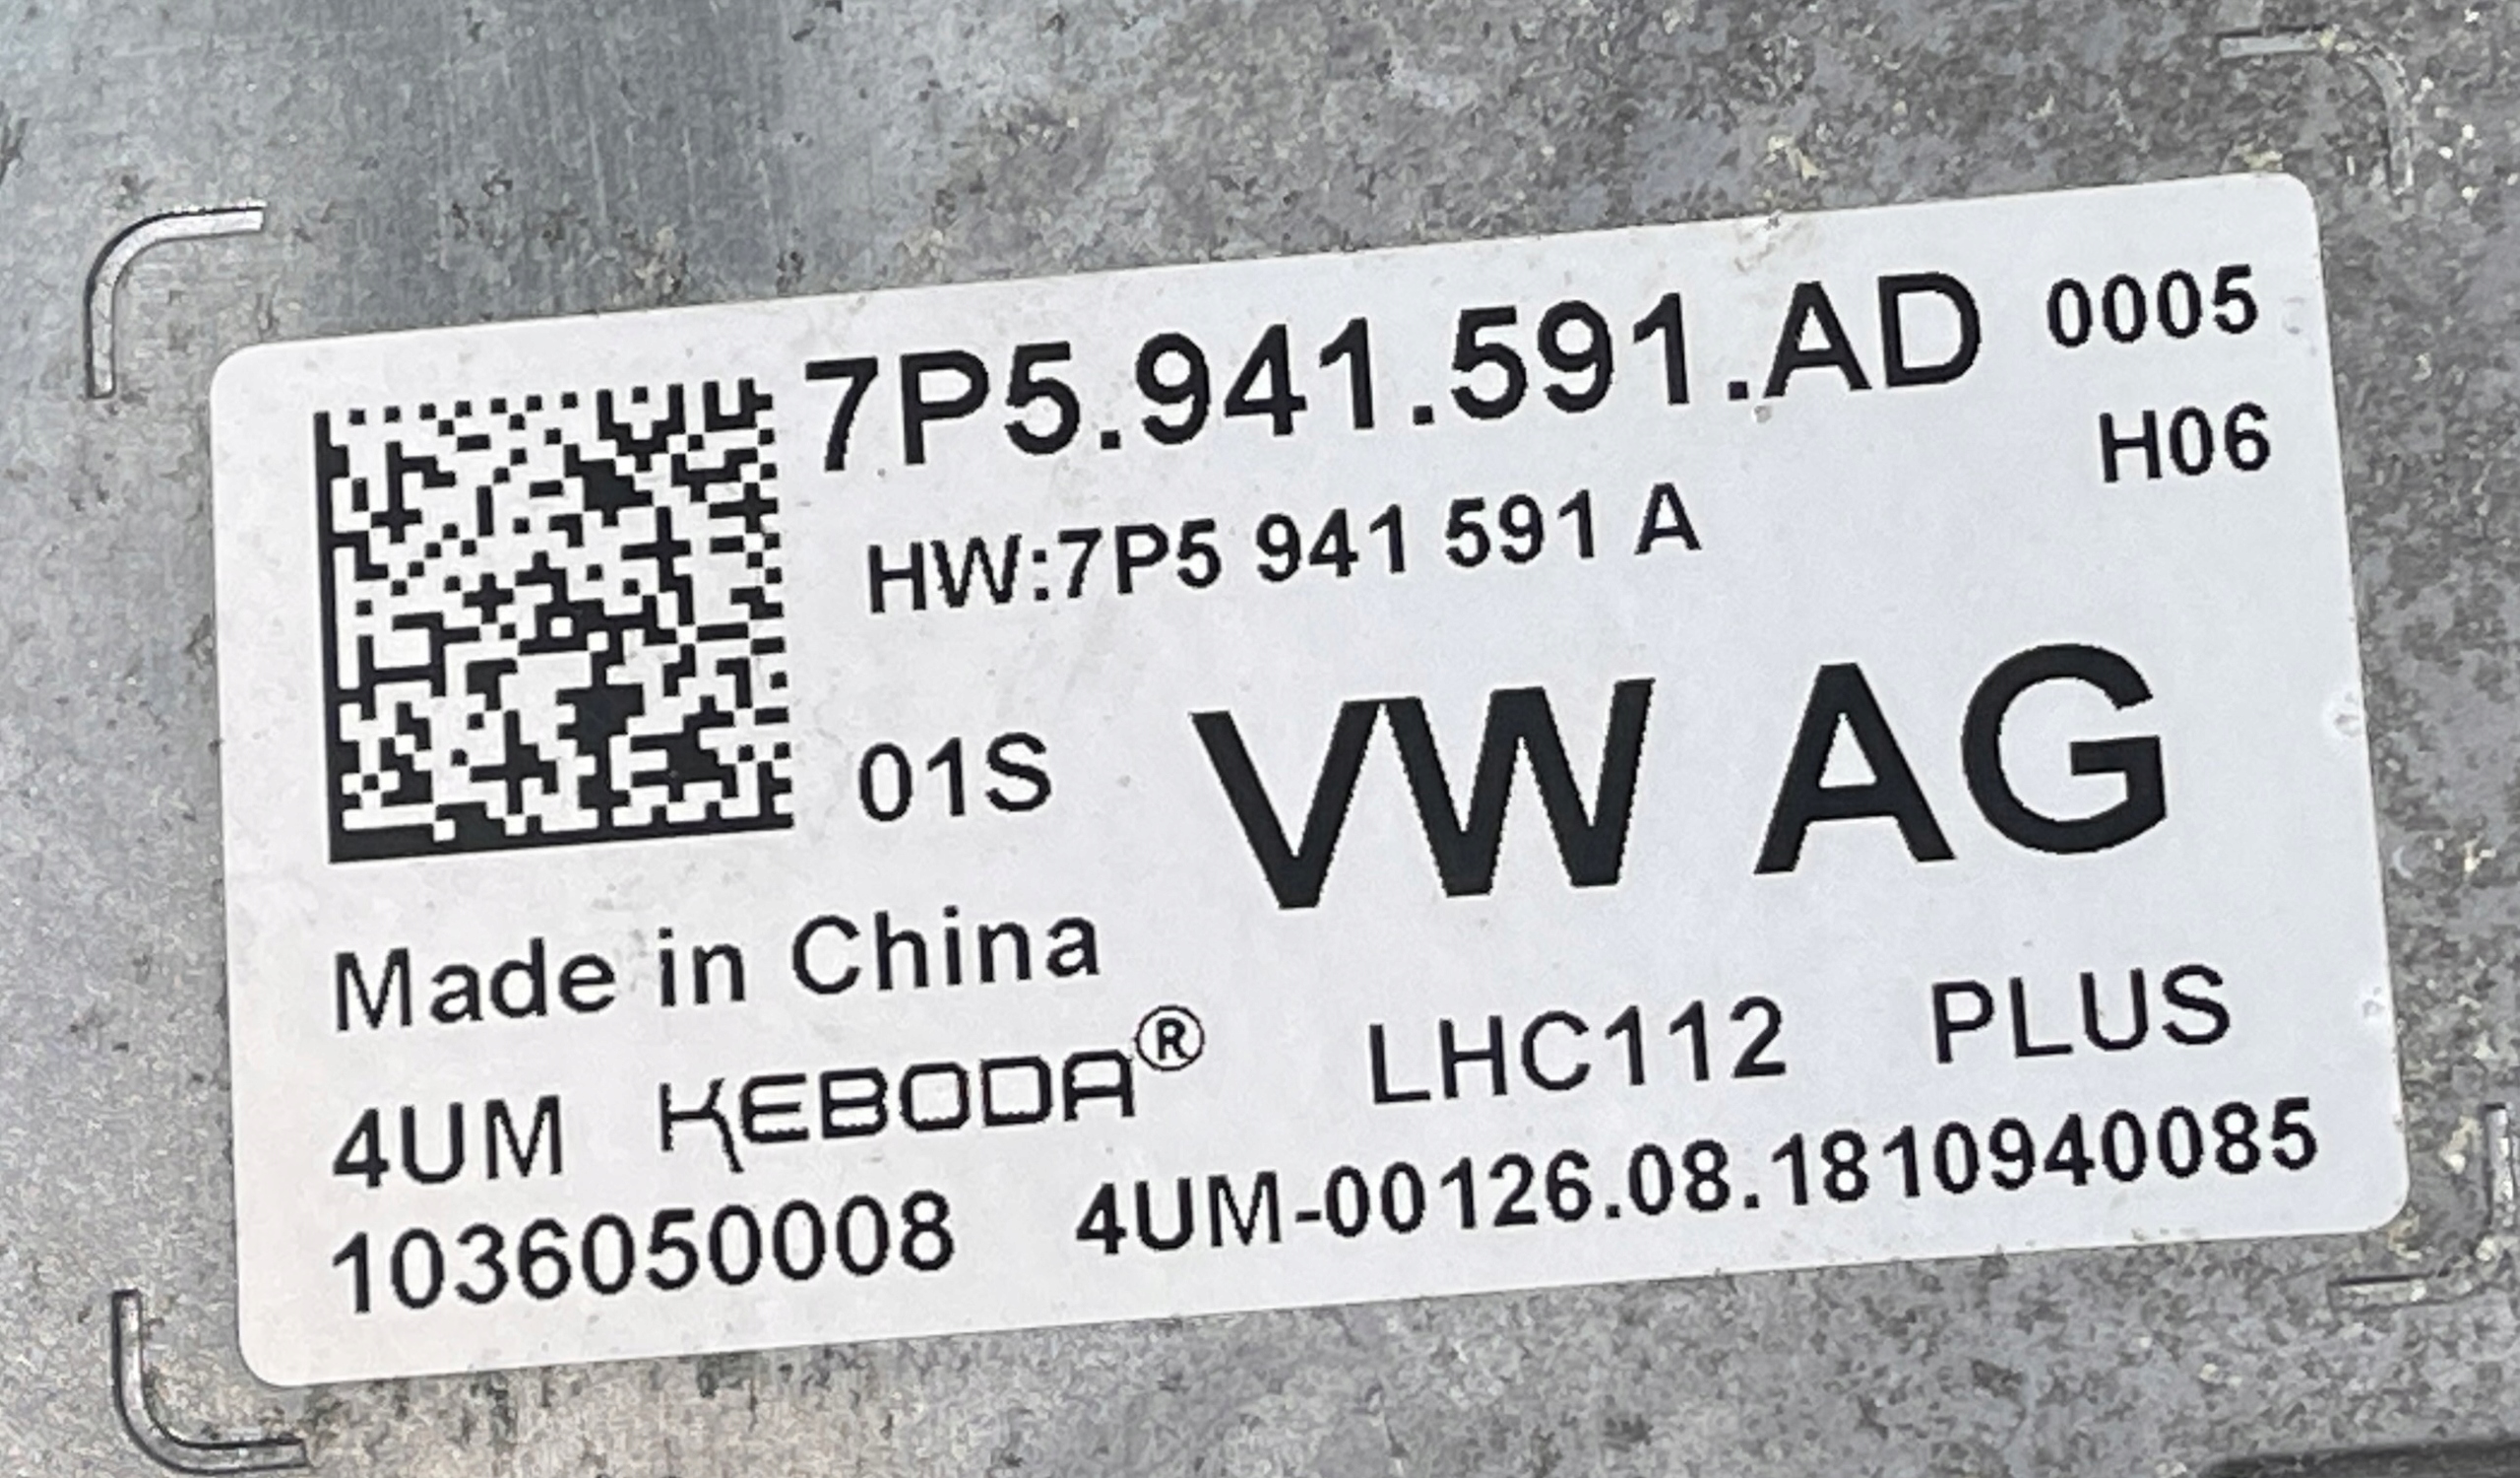 7P5.941.591.AD 0005
H06
HW:7P5 941 591 A
01S VW AG
Made in China
4UM KEBODA® LHC112 PLUS
1036050008 4UM-00126.08.1810940085